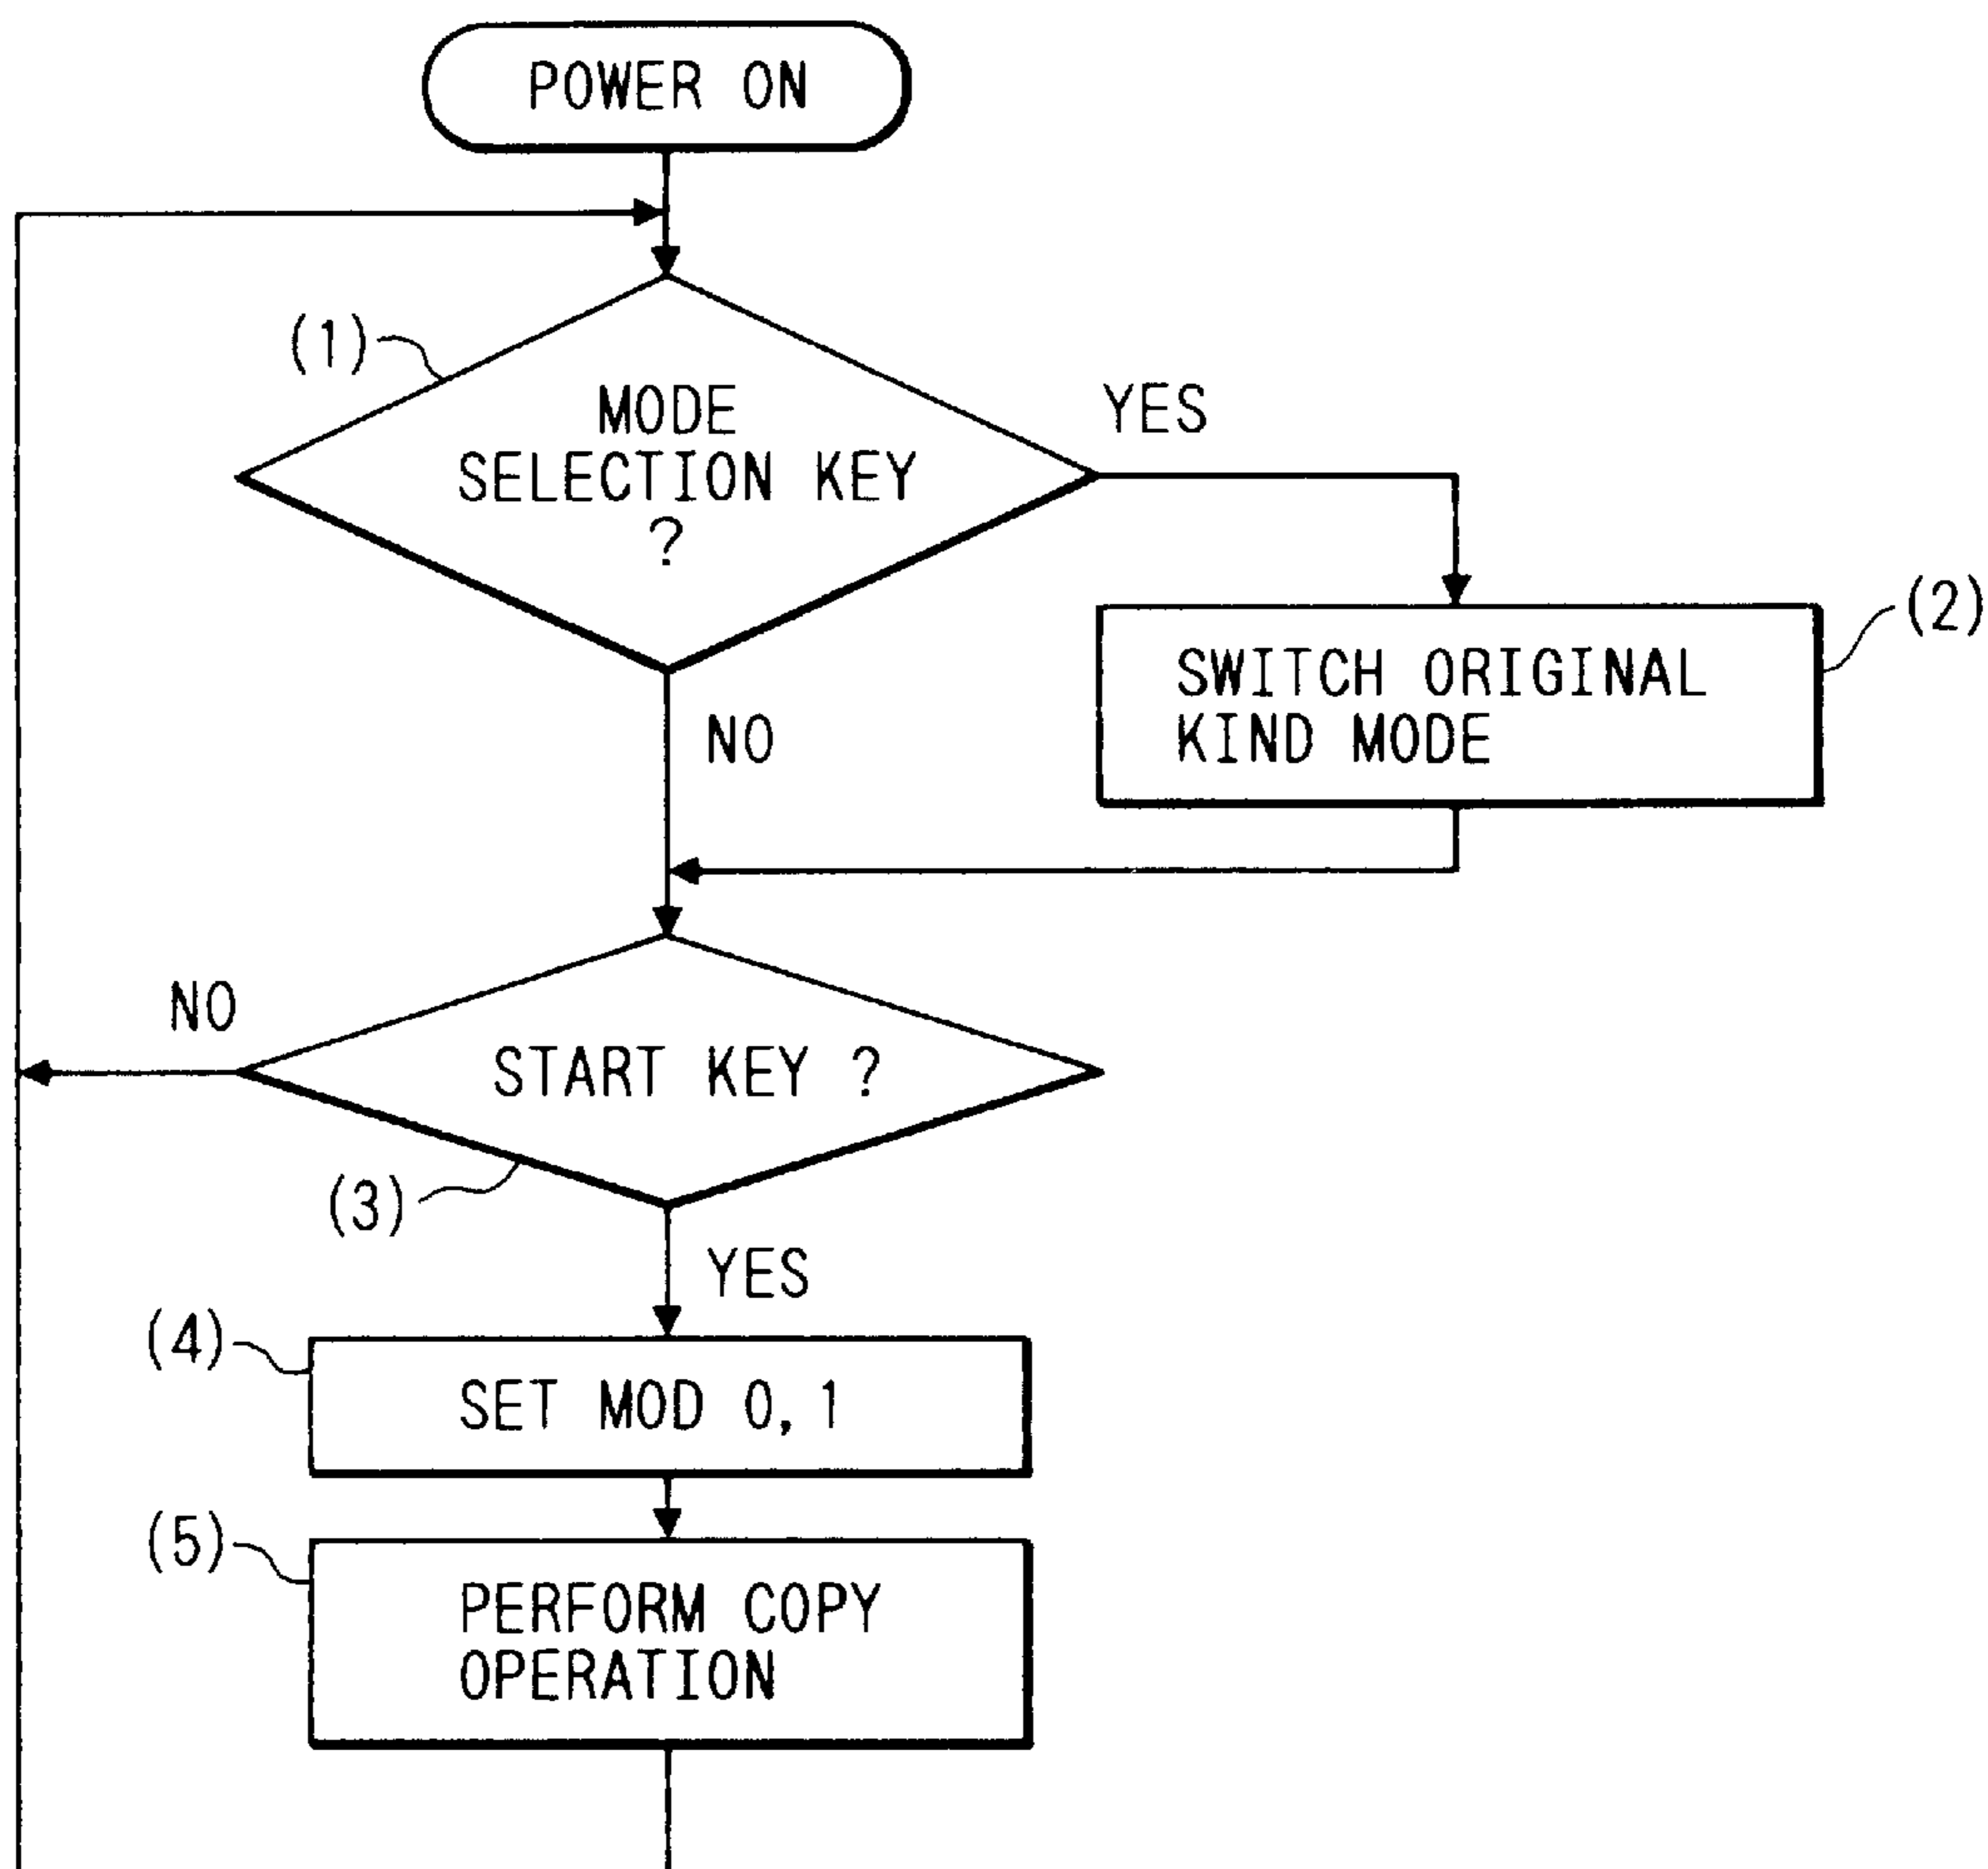 POWER ON
(1)
MODE
SELECTION KEY
?
YES
(2)
SWITCH ORIGINAL
KIND MODE
NO
NO
START KEY ?
(3)
YES
(4)
SET MOD 0,1
(5)
PERFORM COPY
OPERATION